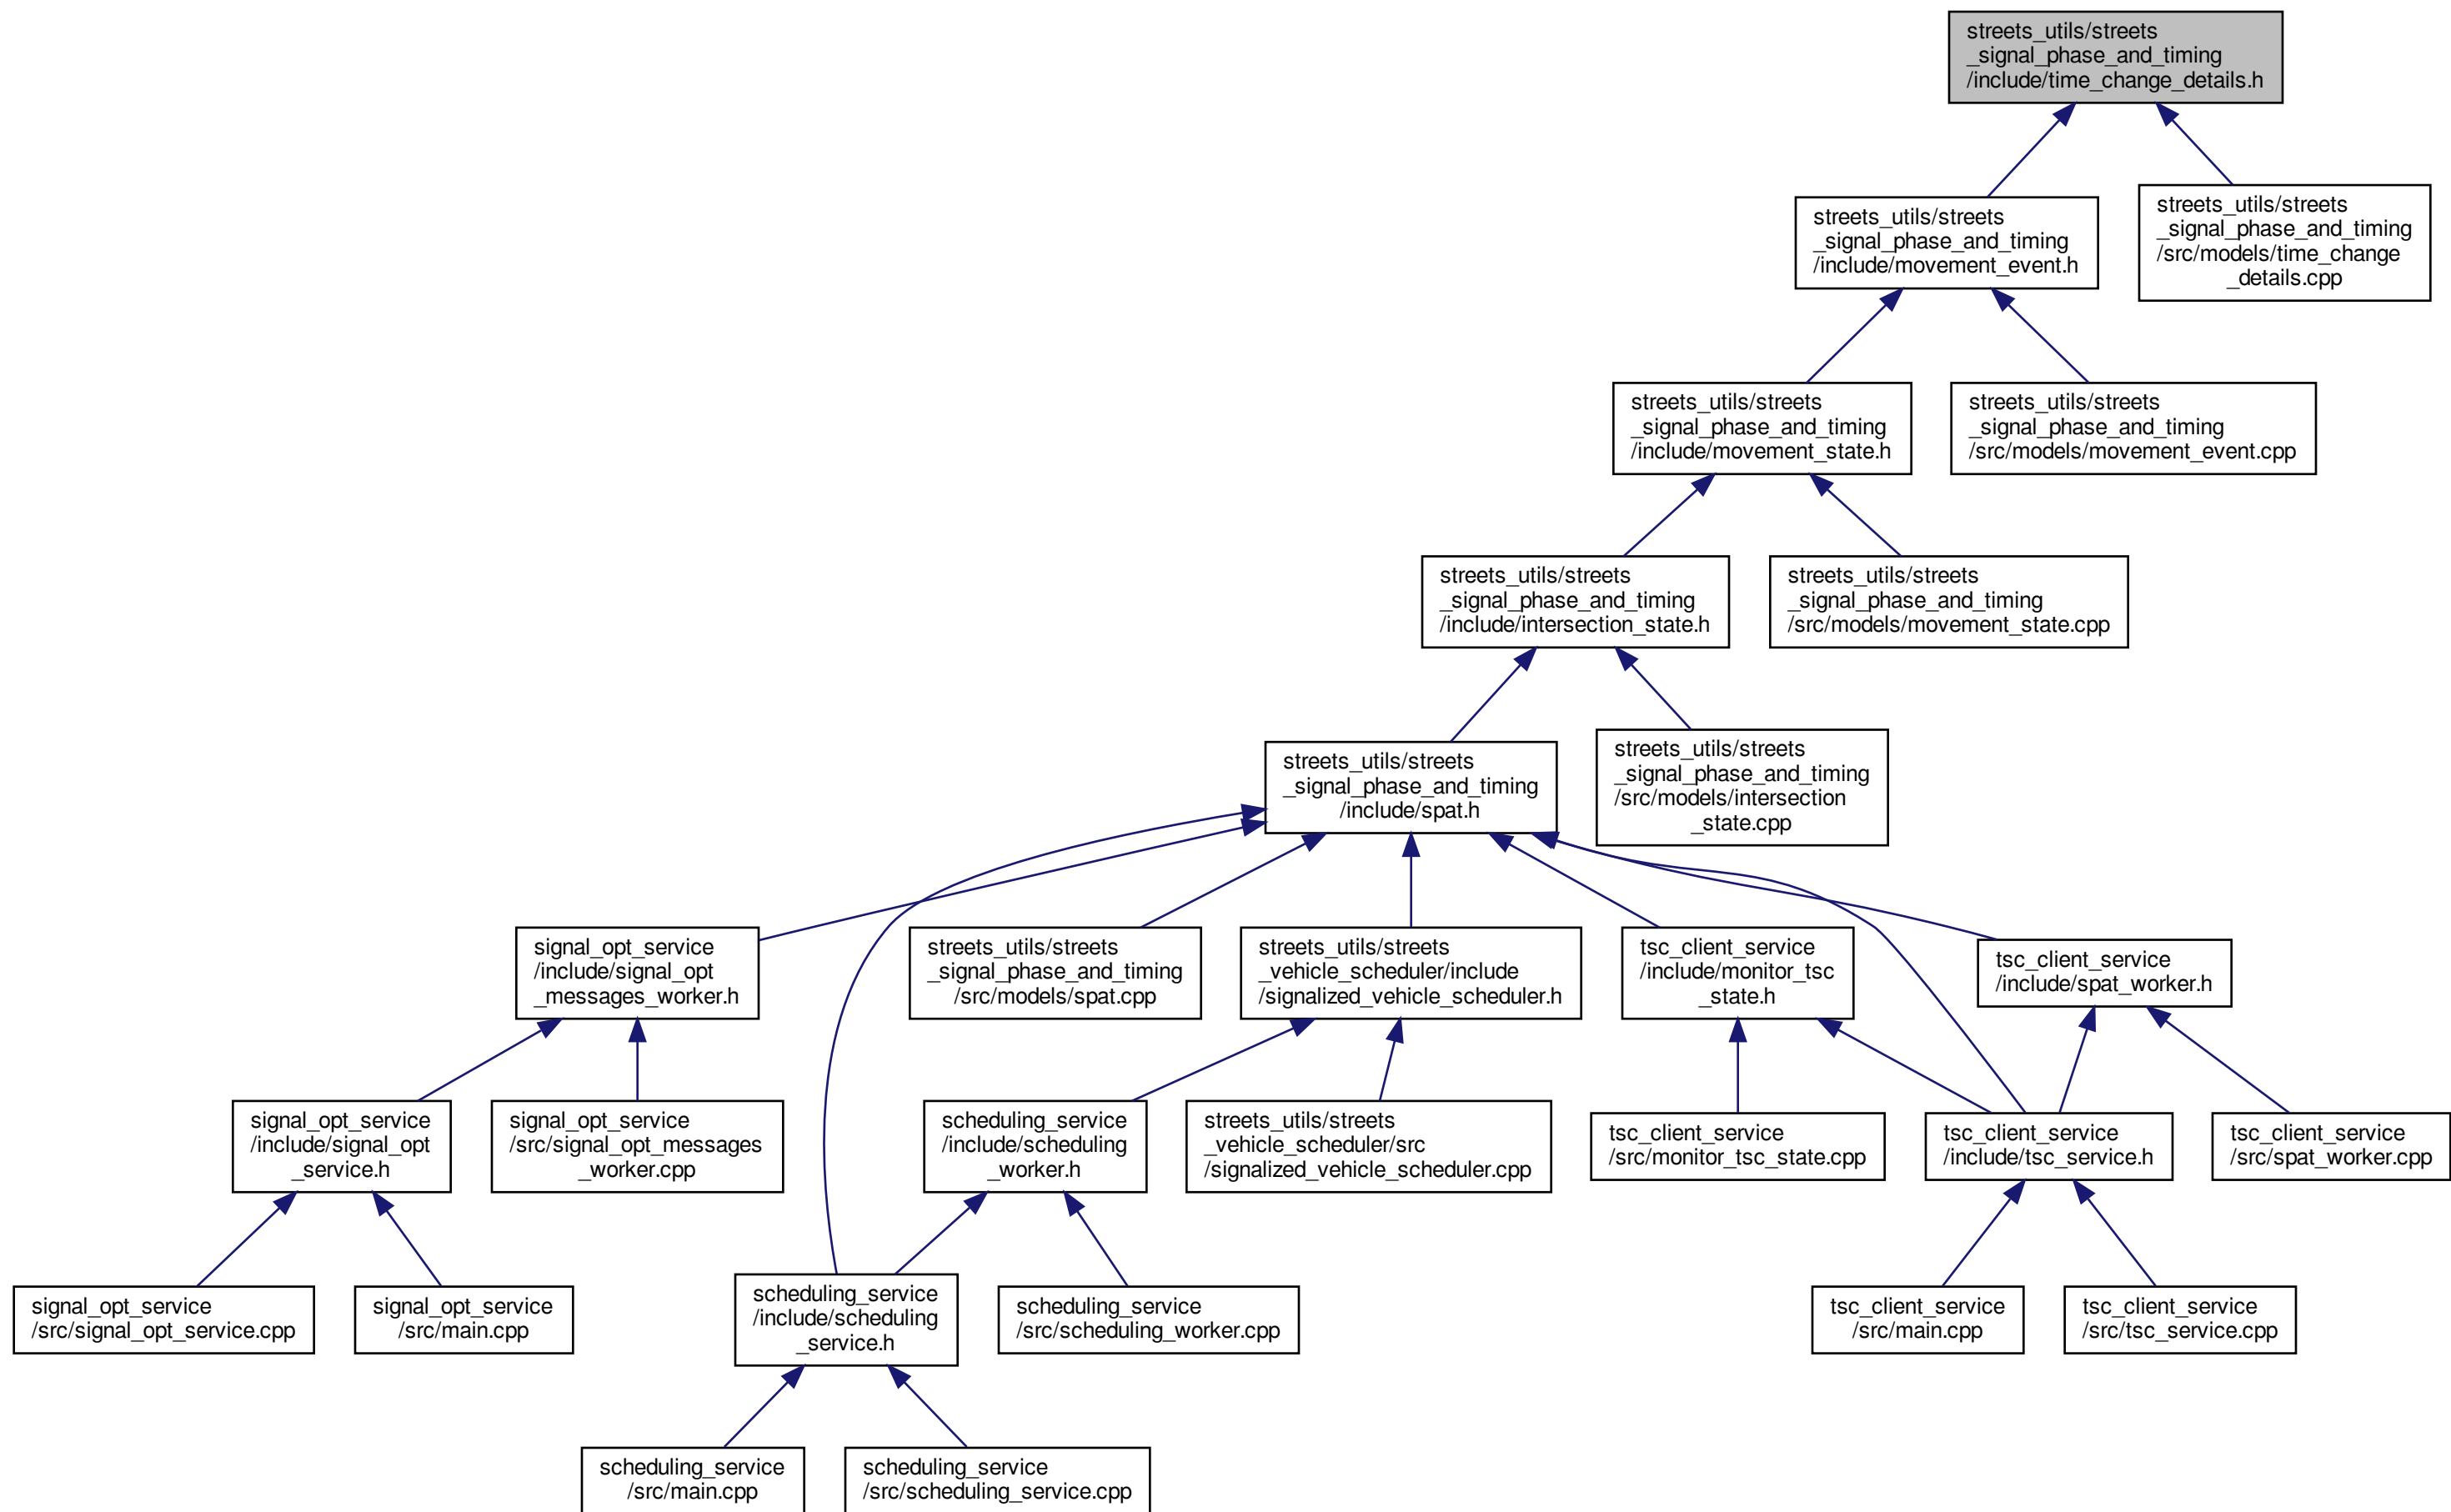 streets_utils/streets
_signal_phase_and_timing
/include/time_change_details.h
streets_utils/streets
_signal_phase_and_timing
/include/movement_event.h
streets_utils/streets
_signal_phase_and_timing
/src/models/time_change
_details.cpp
streets_utils/streets
_signal_phase_and_timing
/include/movement_state.h
streets_utils/streets
_signal_phase_and_timing
/src/models/movement_event.cpp
streets_utils/streets
_signal_phase_and_timing
/include/intersection_state.h
streets_utils/streets
_signal_phase_and_timing
/src/models/movement_state.cpp
streets_utils/streets
_signal_phase_and_timing
/include/spat.h
streets_utils/streets
_signal_phase_and_timing
/src/models/intersection
_state.cpp
signal_opt_service
/include/signal_opt
_messages_worker.h
streets_utils/streets
_signal_phase_and_timing
/src/models/spat.cpp
streets_utils/streets
_vehicle_scheduler/include
/signalized_vehicle_scheduler.h
tsc_client_service
/include/monitor_tsc
_state.h
tsc_client_service
/include/spat_worker.h
signal_opt_service
/include/signal_opt
_service.h
signal_opt_service
/src/signal_opt_messages
_worker.cpp
scheduling_service
/include/scheduling
_worker.h
streets_utils/streets
_vehicle_scheduler/src
/signalized_vehicle_scheduler.cpp
tsc_client_service
/src/monitor_tsc_state.cpp
tsc_client_service
/include/tsc_service.h
tsc_client_service
/src/spat_worker.cpp
signal_opt_service
/src/signal_opt_service.cpp
signal_opt_service
/src/main.cpp
scheduling_service
/include/scheduling
_service.h
scheduling_service
/src/scheduling_worker.cpp
tsc_client_service
/src/main.cpp
tsc_client_service
/src/tsc_service.cpp
scheduling_service
/src/main.cpp
scheduling_service
/src/scheduling_service.cpp